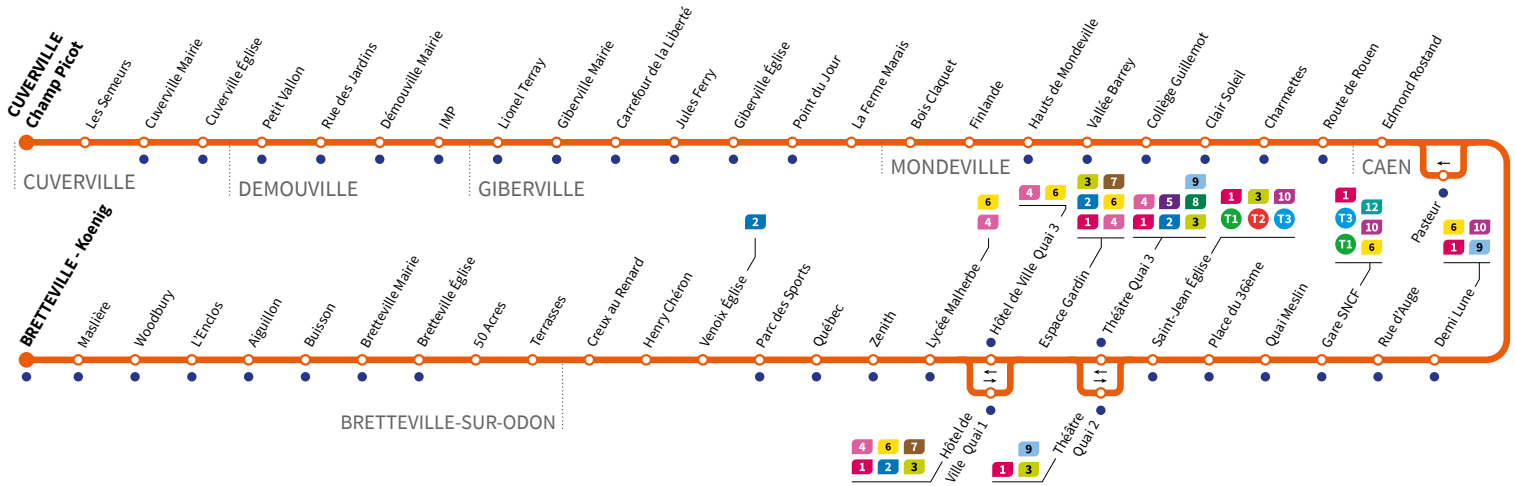 CUVERVILLE
Champ Picot
Les Semeurs
Cuverville Mairie
Cuverville Église
Petit Vallon
Rue des Jardins
Démouville Mairie
IMP
Lionel Terray
Giberville Mairie
Carrefour de la Liberté
Jules Ferry
Giberville Église
Point du Jour
La Ferme Marais
Bois Claquet
Finlande
Hauts de Mondeville
Vallée Barrey
Collège Guillemot
Clair Soleil
Charmettes
Route de Rouen
Edmond Rostand
CUVERVILLE
DEMOUVILLE
GIBERVILLE
MONDEVILLE
CAEN
Pasteur
BRETTEVILLE - Koenig
Maslière
Woodbury
L'Enclos
Aiguillon
Buisson
Bretteville Mairie
Bretteville Église
50 Acres
Terrasses
Creux au Renard
Henry Chéron
2
Venoix Église
Parc des Sports
Québec
Zenith
6
4
Lycée Malherbe
4 6
Hôtel de Ville Quai 3
3 7
2 6
1 4
Espace Gardin
9
4 5 8
1 2 3
Théâtre Quai 3
1 3 10
T1 T2 T3
Saint-Jean Église
Place du 36ème
Quai Meslin
1
T3 12
10
T1 6
Gare SNCF
Rue d'Auge
6 10
1 9
Demi Lune
BRETTEVILLE-SUR-ODON
4 6 7
1 2 3
Hôtel de
Ville Quai 1
9
1 3
Théâtre
Quai 2